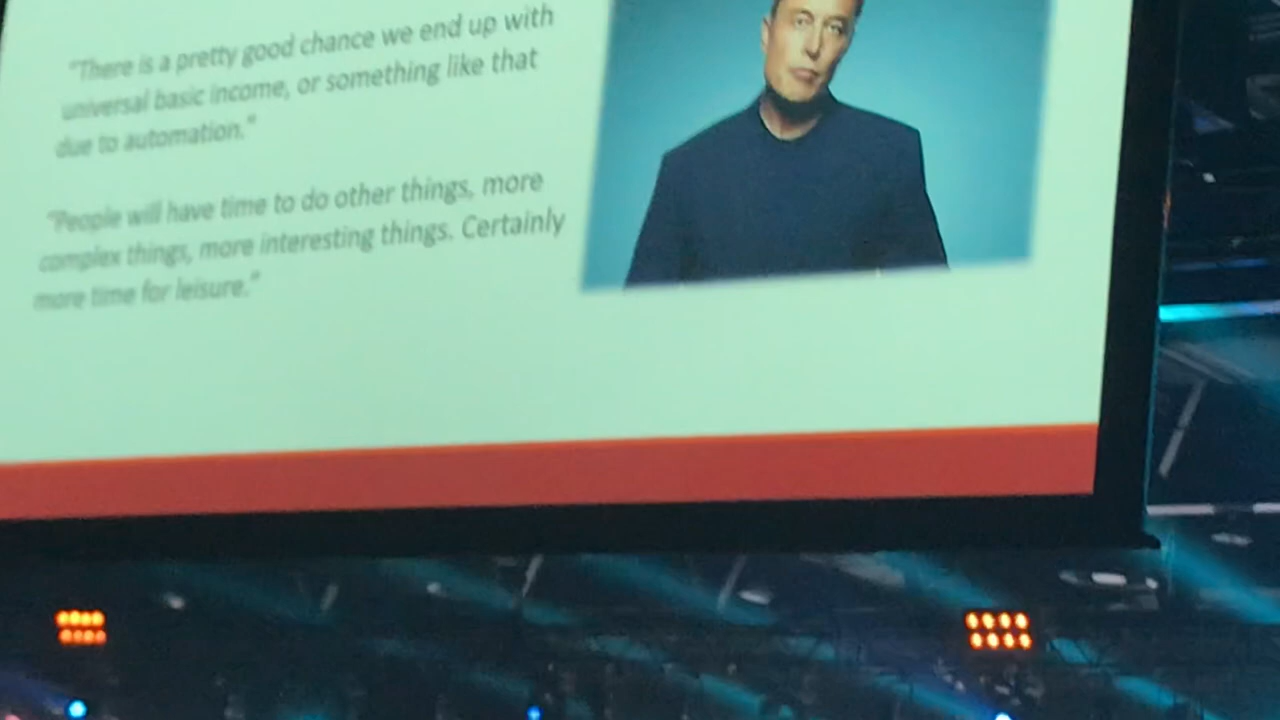 "There is a pretty good chance we end up with
universal basic income, or something like that
due to automation."
"People will have time to do other things, more
complex things, more interesting things. Certainly
more time for leisure."